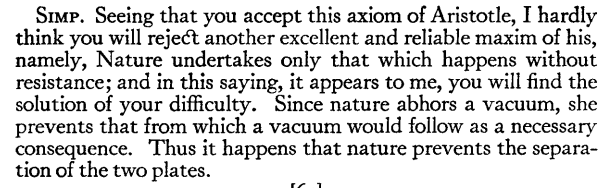 SIMP. Seeing that you accept this axiom of Aristotle, I hardly
think you will reject another excellent and reliable maxim of his,
namely, Nature undertakes only that which happens without
resistance; and in this saying, it appears to me, you will find the
solution of your difficulty. Since nature abhors a vacuum, she
prevents that from which a vacuum would follow as a necessary
consequence. Thus it happens that nature prevents the separa-
tion of the two plates.